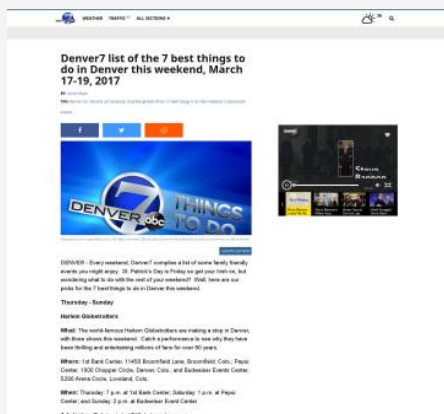 WEATHER TRAFFIC ALL SECTIONS
Denver7 list of the 7 best things to
do in Denver this weekend, March
17-19, 2017
7
DENVER
abc
THINGS
TO DO
DENVER - Every weekend, Denver7 compiles a list of some family friendly
events you might enjoy. St. Patrick's Day is Friday so get your Irish on, but
wondering what to do with the rest of your weekend? Well, here are our
picks for the 7 best things to do in Denver this weekend.
Thursday - Sunday
Harlem Globetrotters
What: The world-famous Harlem Globetrotters are making a stop in Denver,
with three shows this weekend. Catch a performance to see why they have
been thrilling and entertaining millions of fans for over 90 years.
Where: 1st Bank Center, 11450 Broomfield Lane, Broomfield, Colo.; Pepsi
Center, 1000 Chopper Circle, Denver, Colo.; and Budweiser Events Center,
5290 Arena Circle, Loveland, Colo.
When: Thursday, 7 p.m. at 1st Bank Center; Saturday, 1 p.m. at Pepsi
Center; and Sunday, 2 p.m. at Budweiser Event Center